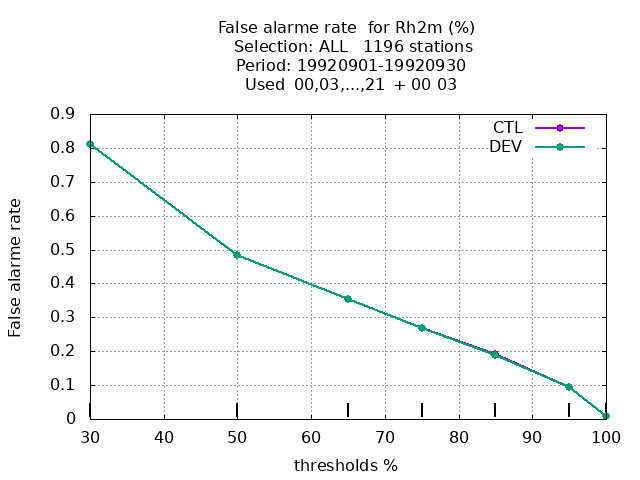 False alarme rate  for Rh2m (%)
Selection: ALL   1196 stations
Period: 19920901-19920930
Used  00,03,...,21  + 00 03
CTL
DEV
0.9
0.8
0.7
0.6
0.5
0.4
0.3
0.2
0.1
0
False alarme rate
30 40 50 60 70 80 90 100
thresholds %